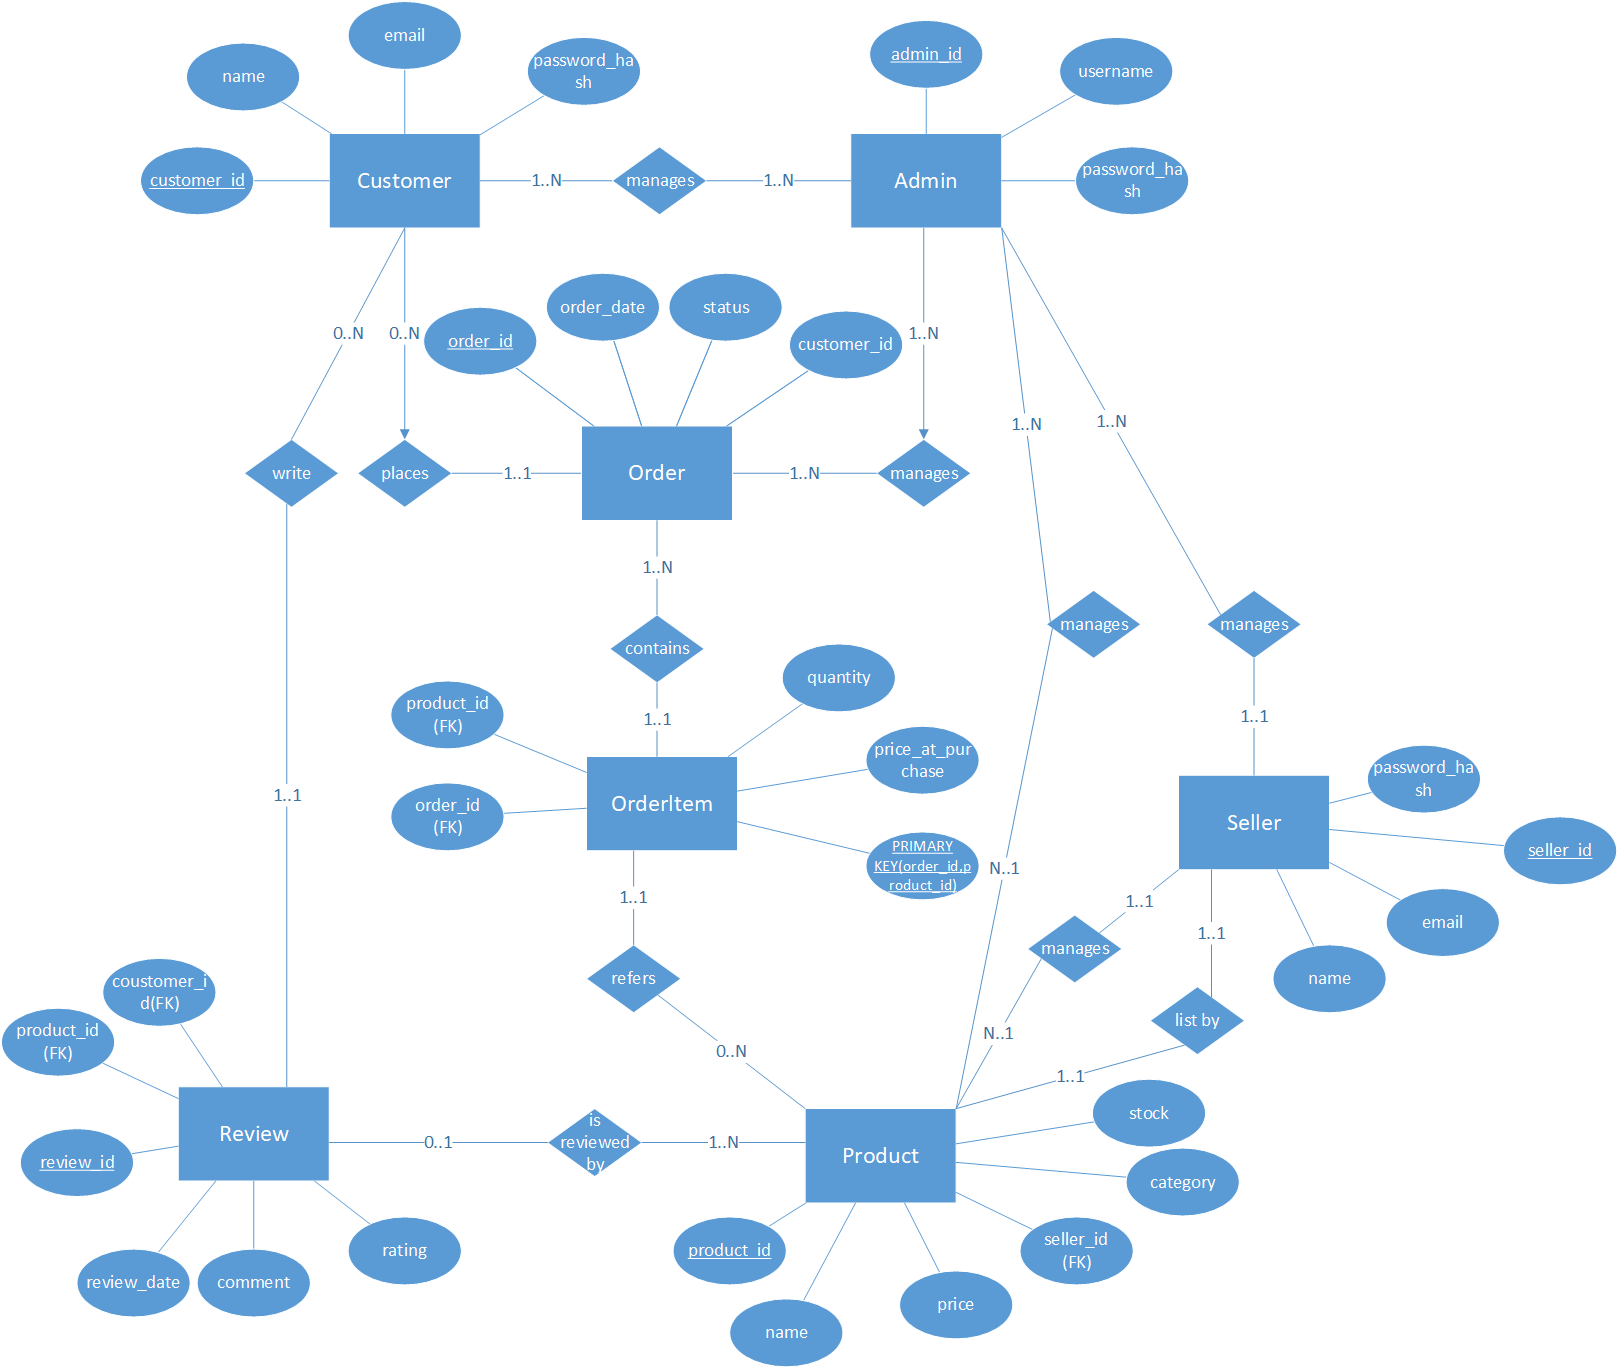 email
admin_id
name
password_ha
sh
username
customer_id
Customer
1..N
manages
1..N
Admin
password_ha
sh
order_date
status
0..N
0..N
order_id
customer_id
1..N
1..N
1..N
write
places
1..1
Order
1..N
manages
1..N
contains
manages
manages
product_id
(FK)
quantity
1..1
1..1
price_at_pur
chase
password_ha
sh
1..1
order_id
(FK)
OrderItem
Seller
PRIMARY
KEY(order_id,p
roduct_id)
seller_id
N..1
1..1
1..1
email
1..1
manages
refers
name
coustomer_i
d(FK)
product_id
(FK)
list by
N..1
0..N
1..1
stock
Review
0..1
is
reviewed
by
1..N
Product
review_id
category
rating
product_id
seller_id
(FK)
review_date
comment
price
name